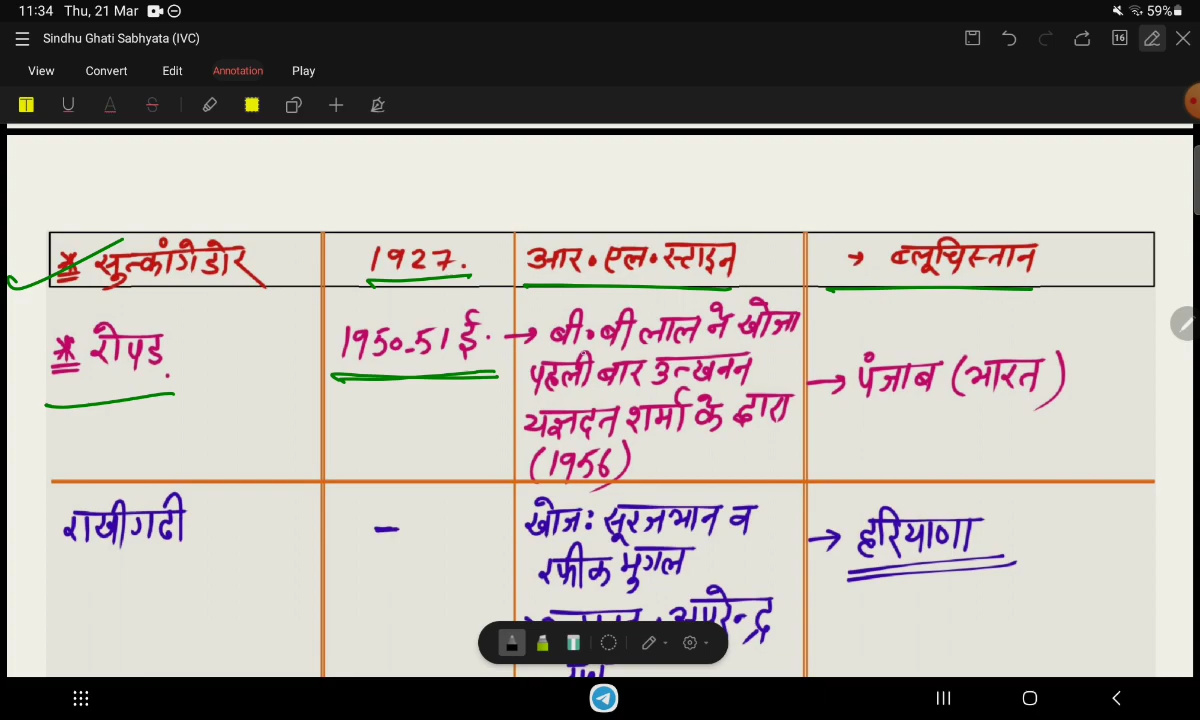 11:34 Thu, 21 Mar 59%
Sindhu Ghati Sabhyata (IVC) 16
View Convert Edit Annotation Play
* सुत्कांगेडोर 1927. आर.एल.स्टाइन → ब्लूचिस्तान
* रोपड. 1950-51 ई. → बी.बी लाल ने खोजा
पहली बार उत्खनन
यज्ञदत शर्मा के द्वारा
(1956)
→ पंजाब (भारत)
राखीगढी - खोज: सूरजभान व
रफीक मुगल
→ हरियाणा